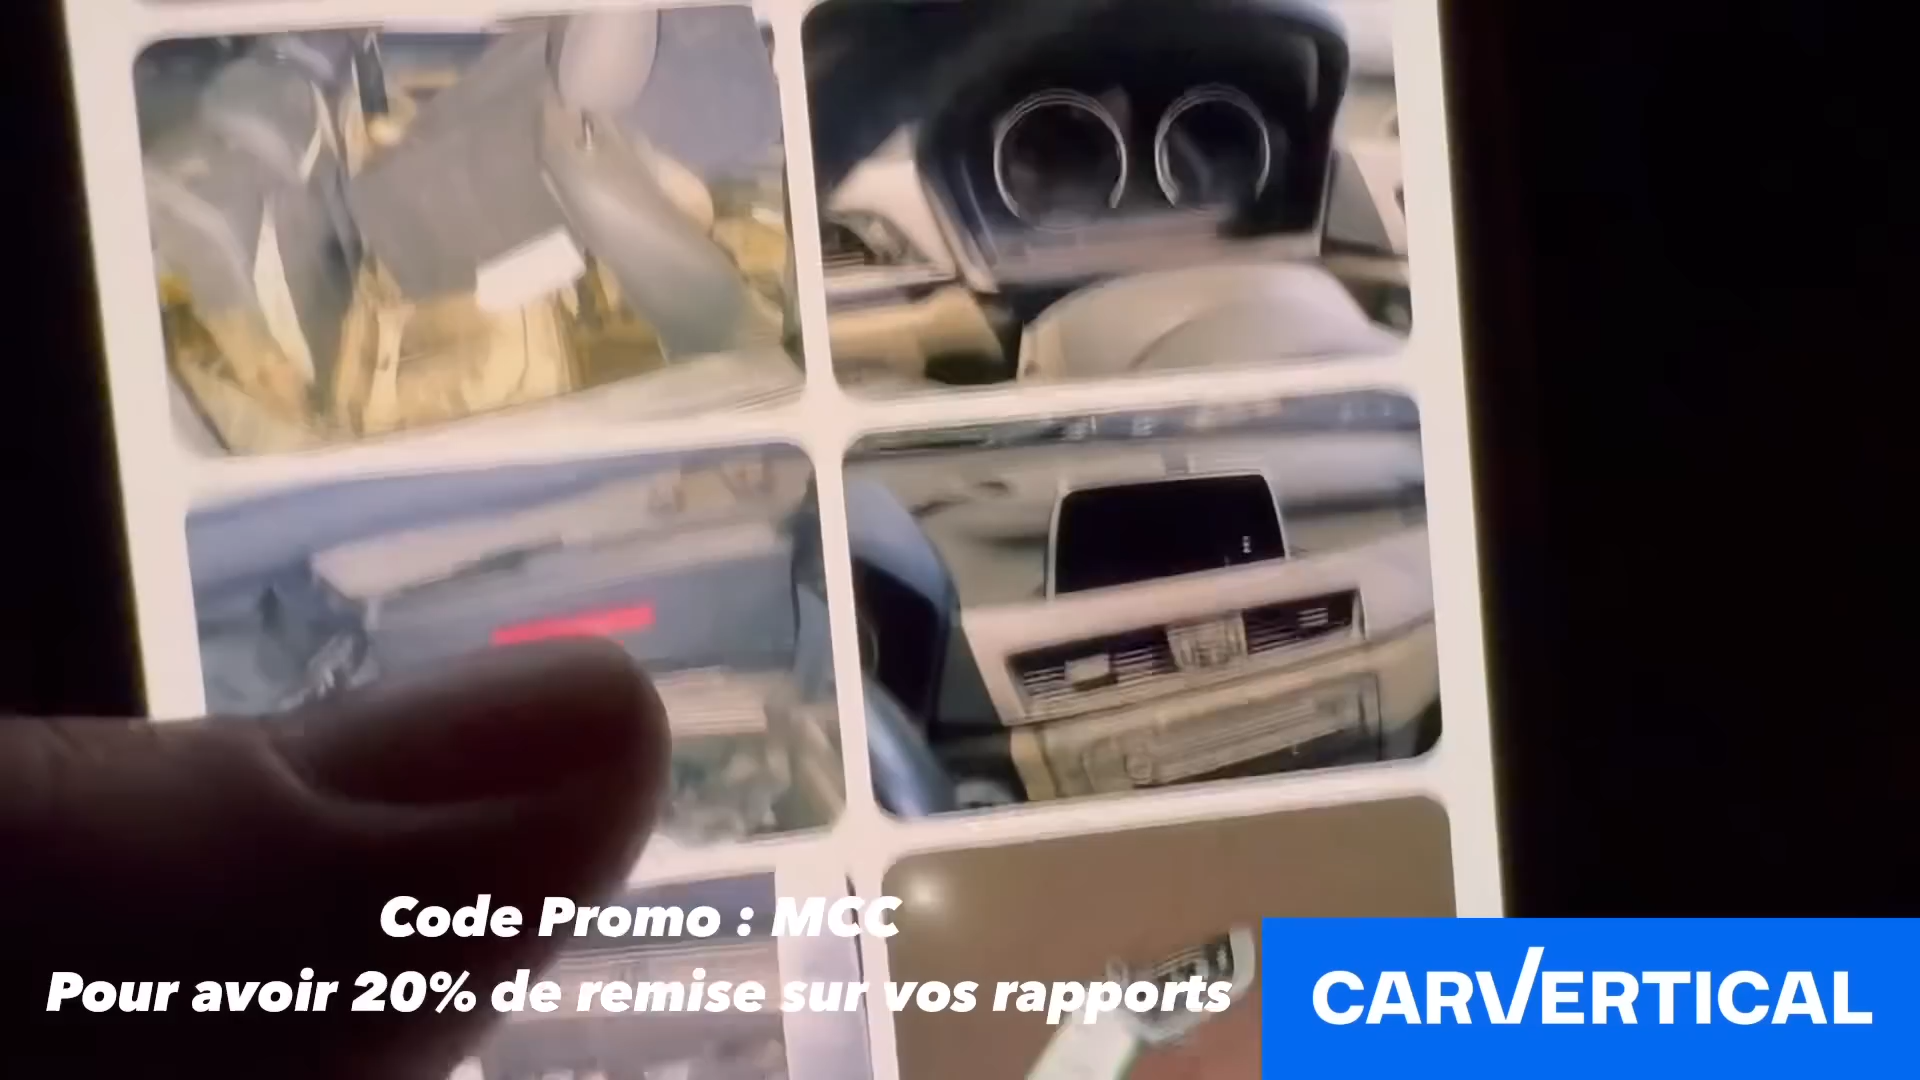 Code Promo : MCC
Pour avoir 20% de remise sur vos rapports
CARVERTICAL